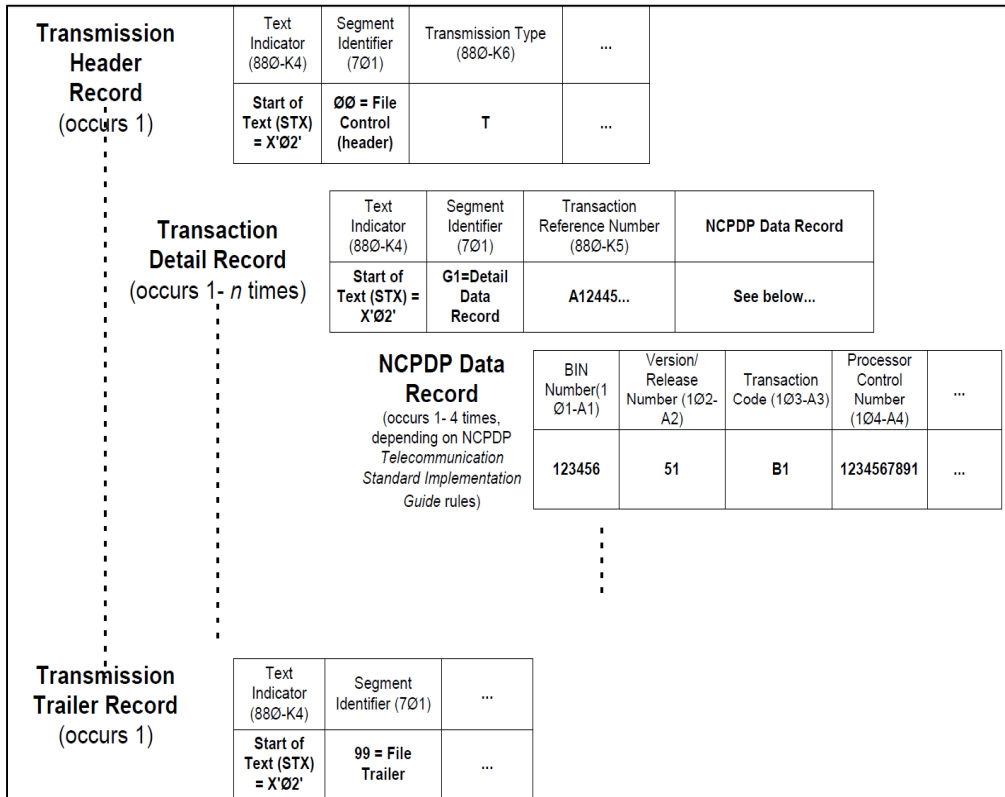 Transmission
Header
Record
(occurs 1)
Text
Indicator
(88Ø-K4)
Segment
Identifier
(7Ø1)
Transmission Type
(88Ø-K6)
...
Start of
Text (STX)
= X'Ø2'
ØØ = File
Control
(header)
T
...
Transaction
Detail Record
(occurs 1- n times)
Text
Indicator
(88Ø-K4)
Segment
Identifier
(7Ø1)
Transaction
Reference Number
(88Ø-K5)
NCPDP Data Record
Start of
Text (STX) =
X'Ø2'
G1=Detail
Data
Record
A12445...
See below...
NCPDP Data
Record
(occurs 1- 4 times,
depending on NCPDP
Telecommunication
Standard Implementation
Guide rules)
BIN
Number(1
Ø1-A1)
Version/
Release
Number (1Ø2-
A2)
Transaction
Code (1Ø3-A3)
Processor
Control
Number
(1Ø4-A4)
...
123456
51
B1
1234567891
...
Transmission
Trailer Record
(occurs 1)
Text
Indicator
(88Ø-K4)
Segment
Identifier (7Ø1)
...
Start of
Text (STX)
= X'Ø2'
99 = File
Trailer
...